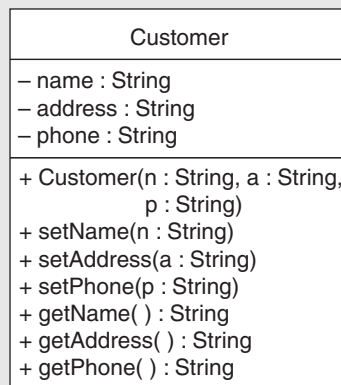 Customer
– name : String
– address : String
– phone : String
+ Customer(n : String, a : String,
p : String)
+ setName(n : String)
+ setAddress(a : String)
+ setPhone(p : String)
+ getName( ) : String
+ getAddress( ) : String
+ getPhone( ) : String